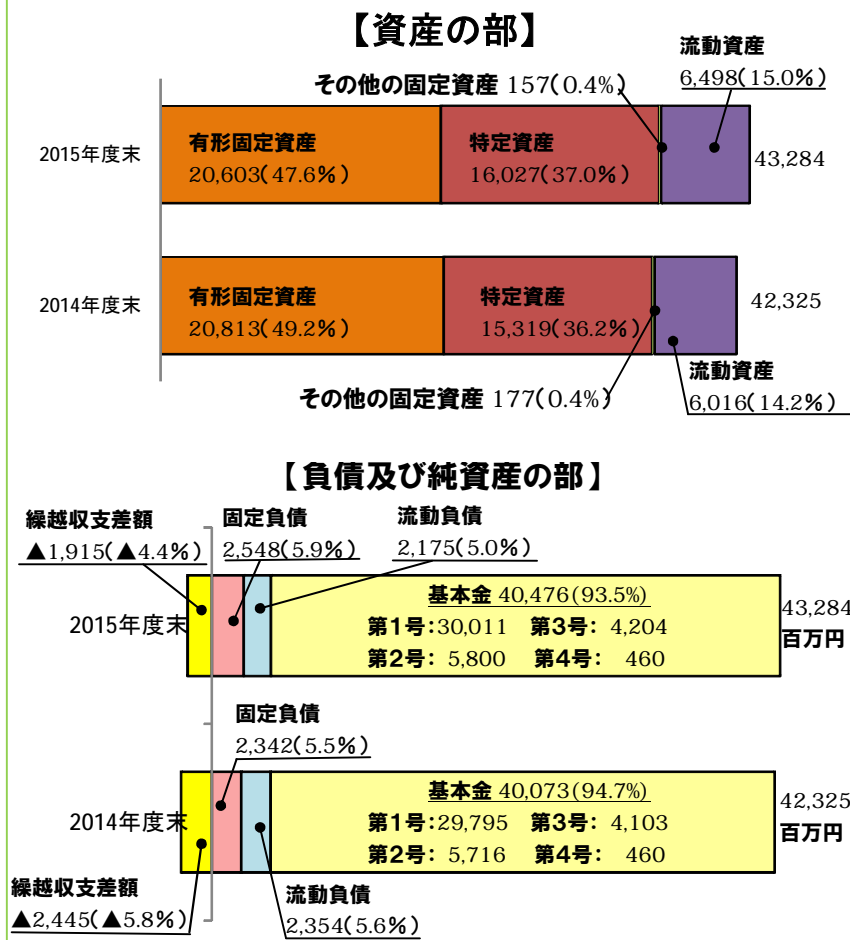 【資産の部】
流動資産
6,498(15.0%)
その他の固定資産 157(0.4%)
2015年度末
有形固定資産
20,603(47.6%)
特定資産
16,027(37.0%)
43,284
2014年度末
有形固定資産
20,813(49.2%)
特定資産
15,319(36.2%)
42,325
流動資産
6,016(14.2%)
その他の固定資産 177(0.4%)
【負債及び純資産の部】
繰越収支差額
▲1,915(▲4.4%)
固定負債
2,548(5.9%)
流動負債
2,175(5.0%)
2015年度末
基本金 40,476(93.5%)
第1号:30,011 第3号: 4,204
第2号: 5,800 第4号: 460
43,284
百万円
固定負債
2,342(5.5%)
2014年度末
基本金 40,073(94.7%)
第1号:29,795 第3号: 4,103
第2号: 5,716 第4号: 460
42,325
百万円
繰越収支差額
▲2,445(▲5.8%)
流動負債
2,354(5.6%)